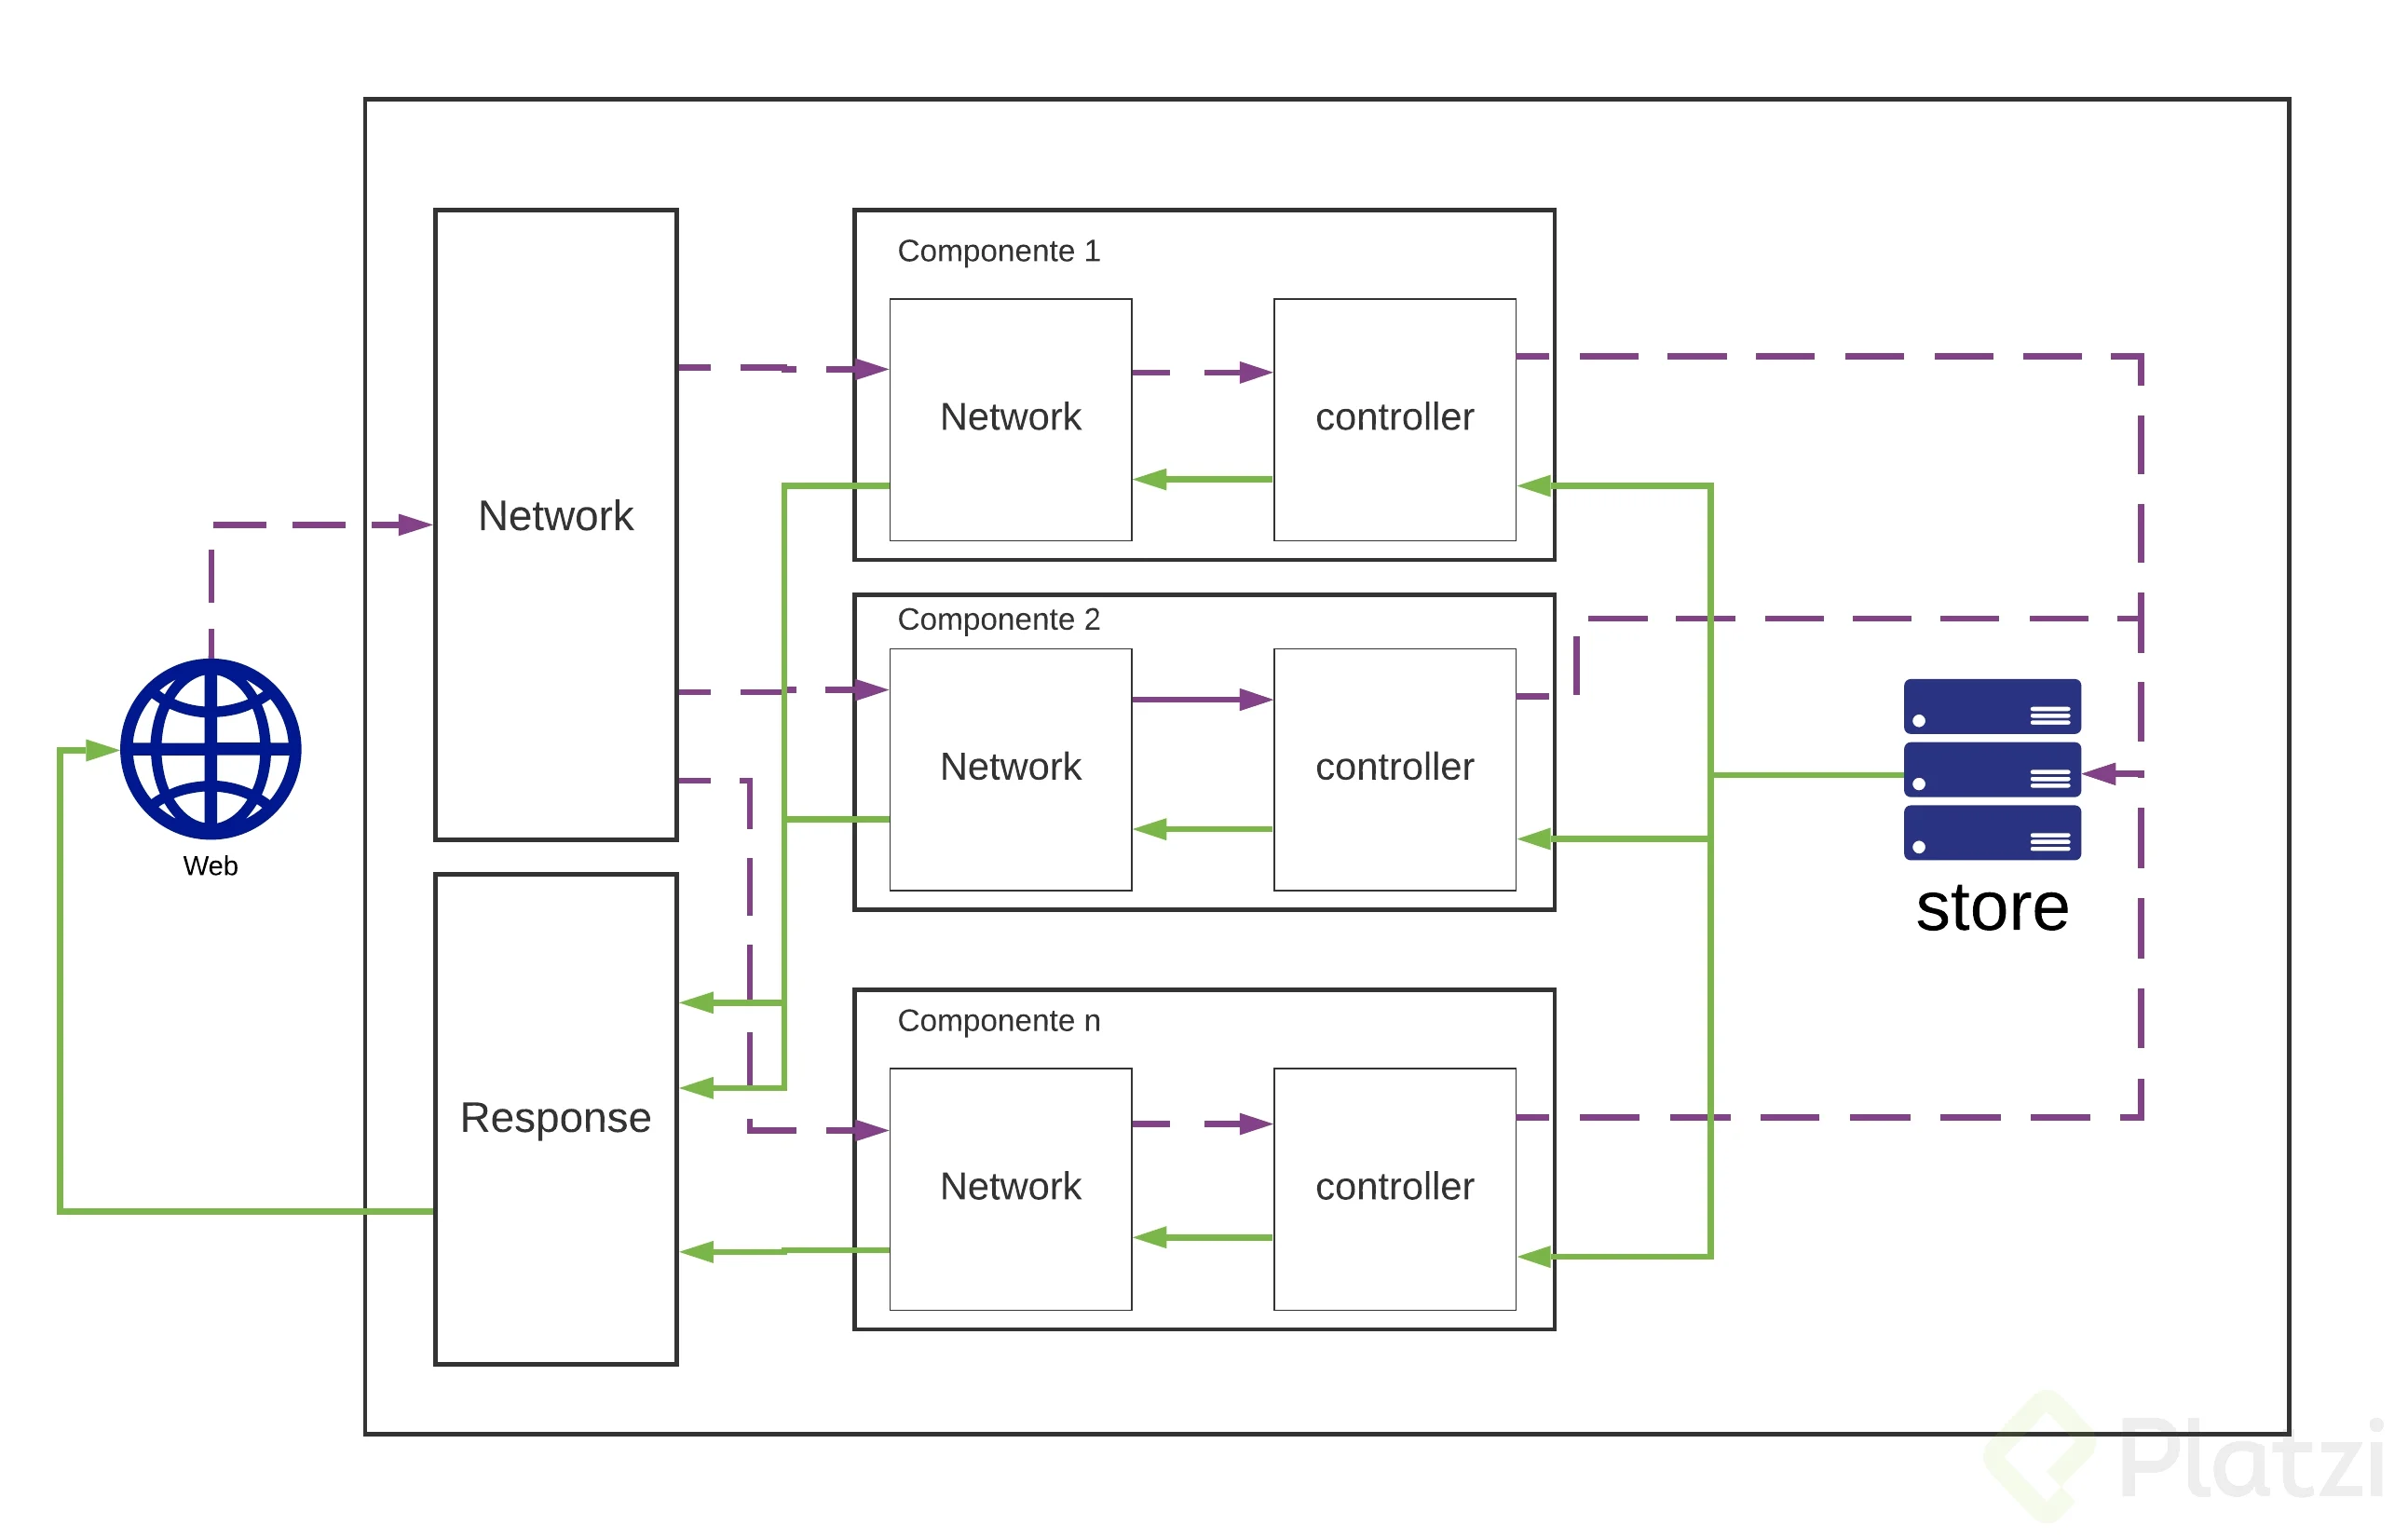 Componente 1
Network
controller
Network
Componente 2
Network
controller
Web
store
Componente n
Response
Network
controller
Platzi